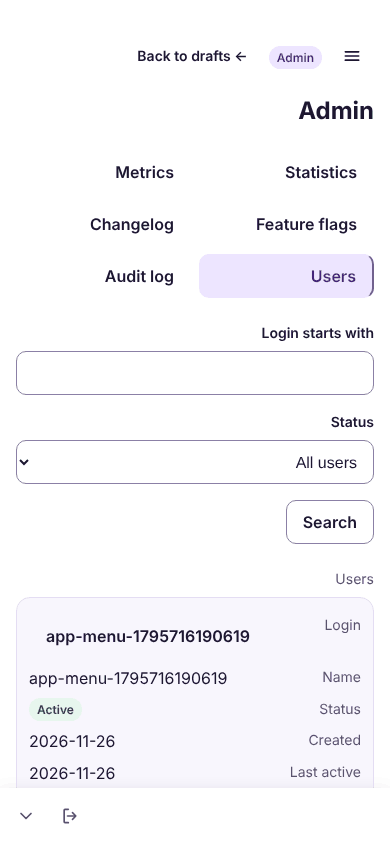 Admin
Back to drafts ←
Admin
Statistics
Metrics
Feature flags
Changelog
Users
Audit log
Login starts with
Status
All users
Search
Users
Login
app-menu-1795716190619
Name
app-menu-1795716190619
Status
Active
Created
2026-11-26
Last active
2026-11-26